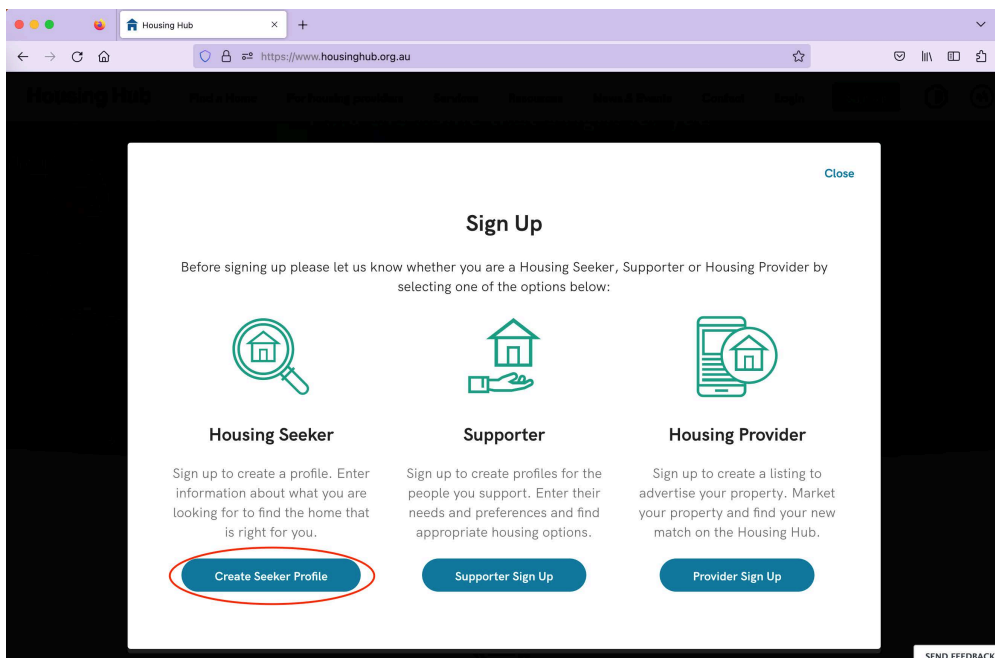 Housing Hub
https://www.housinghub.org.au
Housing Hub
Close
Sign Up
Before signing up please let us know whether you are a Housing Seeker, Supporter or Housing Provider by
selecting one of the options below:
Housing Seeker
Sign up to create a profile. Enter
information about what you are
looking for to find the home that
is right for you.
Create Seeker Profile
Supporter
Sign up to create profiles for the
people you support. Enter their
needs and preferences and find
appropriate housing options.
Supporter Sign Up
Housing Provider
Sign up to create a listing to
advertise your property. Market
your property and find your new
match on the Housing Hub.
Provider Sign Up
SEND FEEDBACK